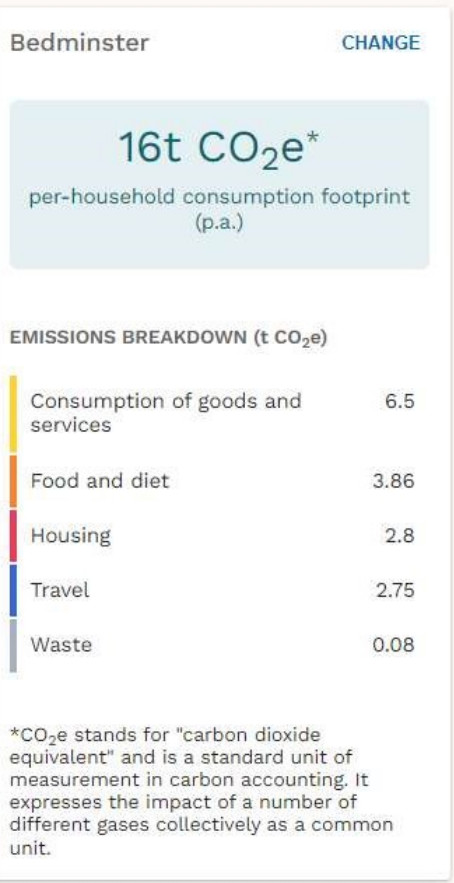 Bedminster CHANGE
16t CO₂e*
per-household consumption footprint
(p.a.)
EMISSIONS BREAKDOWN (t CO₂e)
Consumption of goods and 6.5
services
Food and diet 3.86
Housing 2.8
Travel 2.75
Waste 0.08
*CO₂e stands for "carbon dioxide
equivalent" and is a standard unit of
measurement in carbon accounting. It
expresses the impact of a number of
different gases collectively as a common
unit.